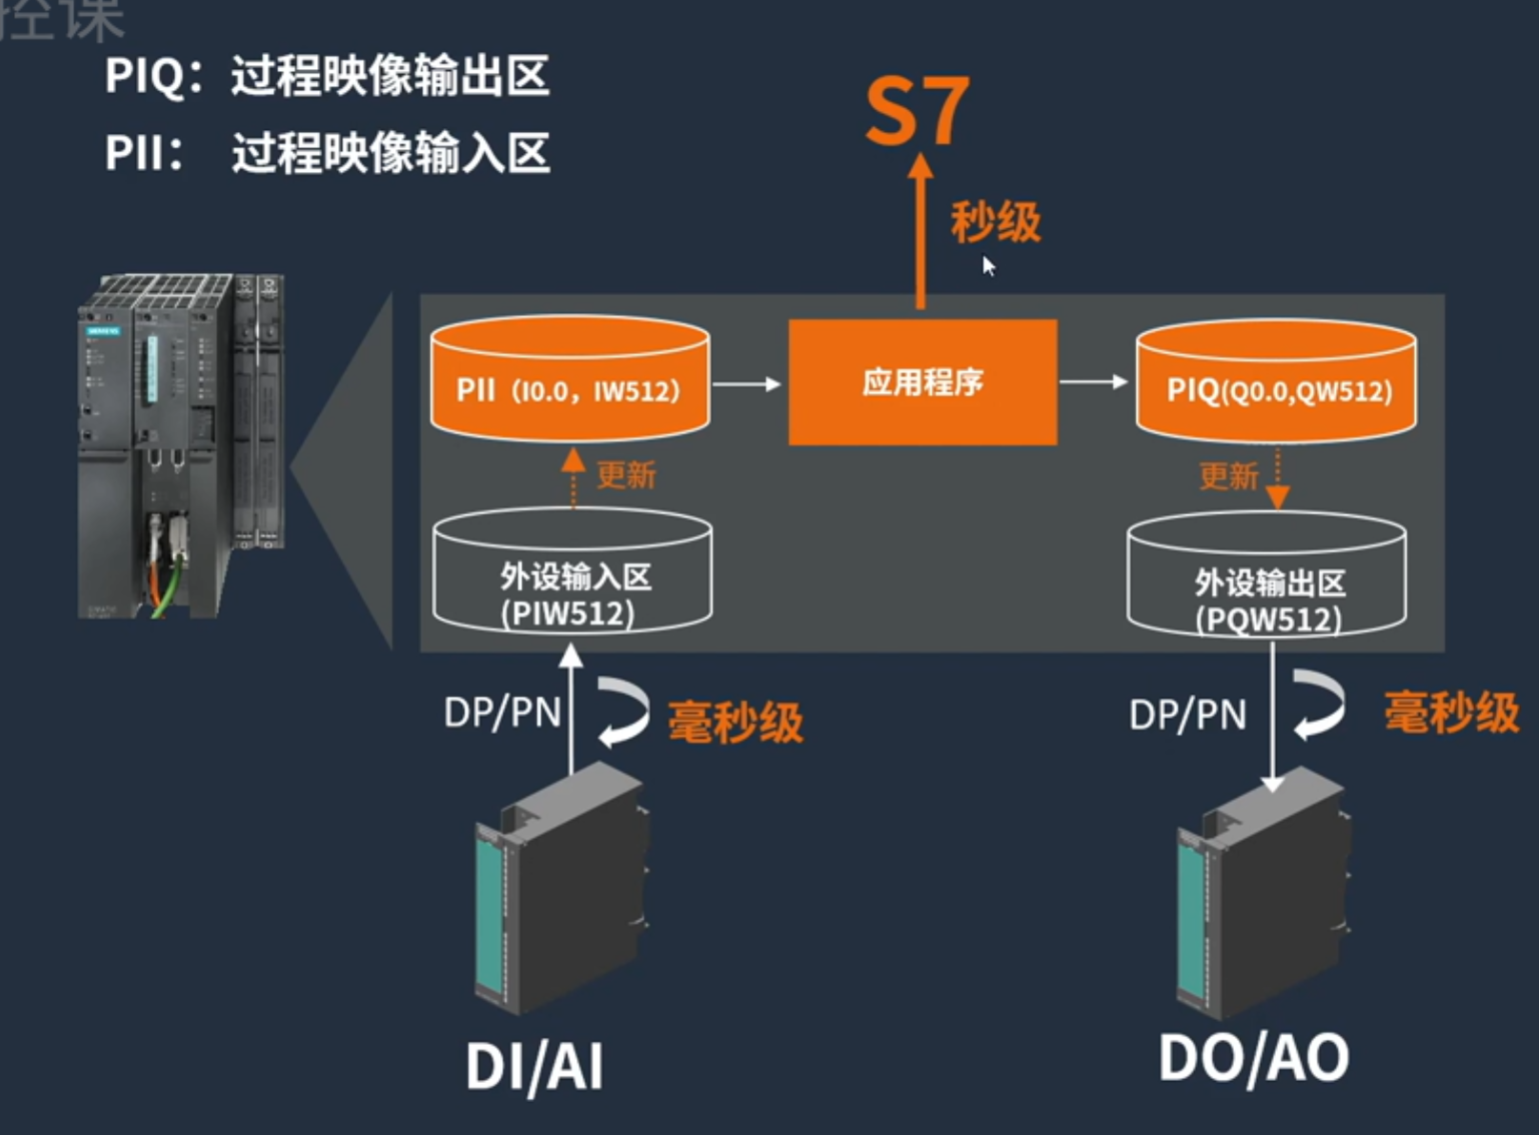 控课
PIQ：过程映像输出区
PII： 过程映像输入区
S7
秒级
SIEMENS
PII（I0.0，IW512）
应用程序
PIQ(Q0.0,QW512)
更新
更新
外设输入区
(PIW512)
外设输出区
(PQW512)
DP/PN
毫秒级
DP/PN
毫秒级
DI/AI
DO/AO